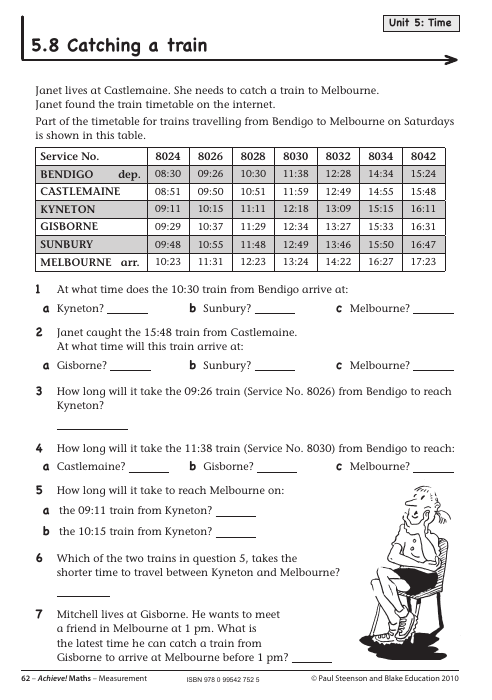 Unit 5: Time
5.8 Catching a train
Janet lives at Castlemaine. She needs to catch a train to Melbourne.
Janet found the train timetable on the internet.
Part of the timetable for trains travelling from Bendigo to Melbourne on Saturdays
is shown in this table.
Service No. 8024 8026 8028 8030 8032 8034 8042
BENDIGO dep. 08:30 09:26 10:30 11:38 12:28 14:34 15:24
CASTLEMAINE 08:51 09:50 10:51 11:59 12:49 14:55 15:48
KYNETON 09:11 10:15 11:11 12:18 13:09 15:15 16:11
GISBORNE 09:29 10:37 11:29 12:34 13:27 15:33 16:31
SUNBURY 09:48 10:55 11:48 12:49 13:46 15:50 16:47
MELBOURNE arr. 10:23 11:31 12:23 13:24 14:22 16:27 17:23
1 At what time does the 10:30 train from Bendigo arrive at:
a Kyneton? ______ b Sunbury? ______ c Melbourne? ______
2 Janet caught the 15:48 train from Castlemaine.
At what time will this train arrive at:
a Gisborne? ______ b Sunbury? ______ c Melbourne? ______
3 How long will it take the 09:26 train (Service No. 8026) from Bendigo to reach
Kyneton?
______
4 How long will it take the 11:38 train (Service No. 8030) from Bendigo to reach:
a Castlemaine? ______ b Gisborne? ______ c Melbourne? ______
5 How long will it take to reach Melbourne on:
a the 09:11 train from Kyneton? ______
b the 10:15 train from Kyneton? ______
6 Which of the two trains in question 5, takes the
shorter time to travel between Kyneton and Melbourne?
______
7 Mitchell lives at Gisborne. He wants to meet
a friend in Melbourne at 1 pm. What is
the latest time he can catch a train from
Gisborne to arrive at Melbourne before 1 pm? ______
62 – Achieve! Maths – Measurement ISBN 978 0 99542 752 5 © Paul Steenson and Blake Education 2010